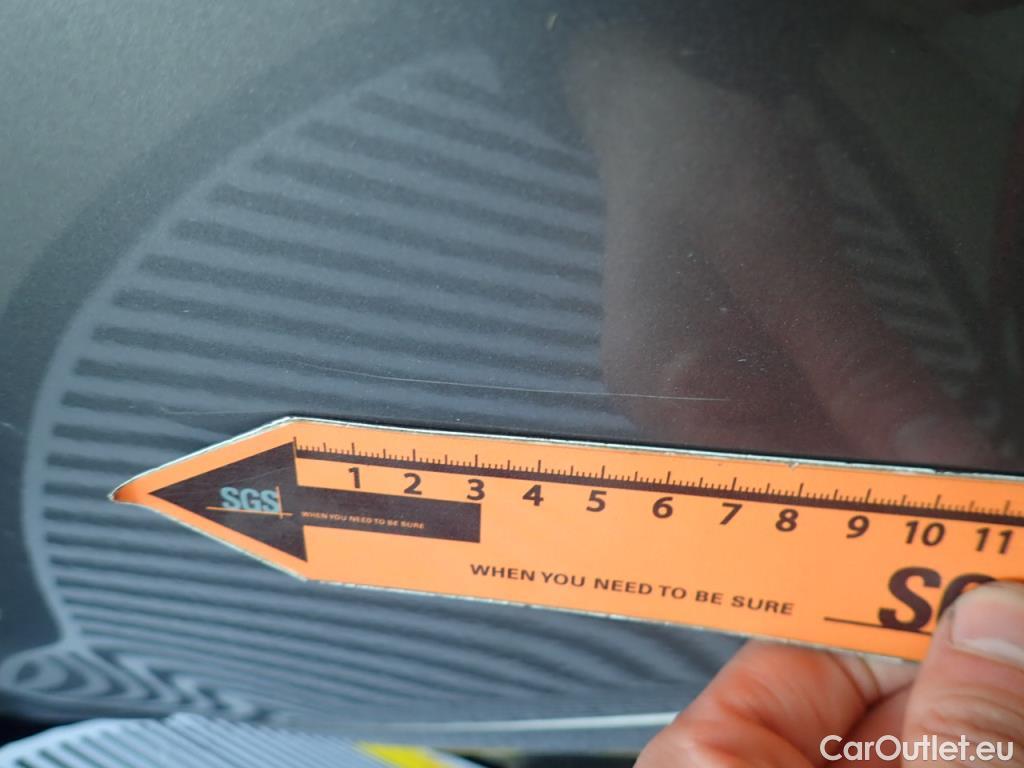 1 2 3 4 5 6 7 8 9 10 11
SGS
WHEN YOU NEED TO BE SURE
WHEN YOU NEED TO BE SURE
CarOutlet.eu